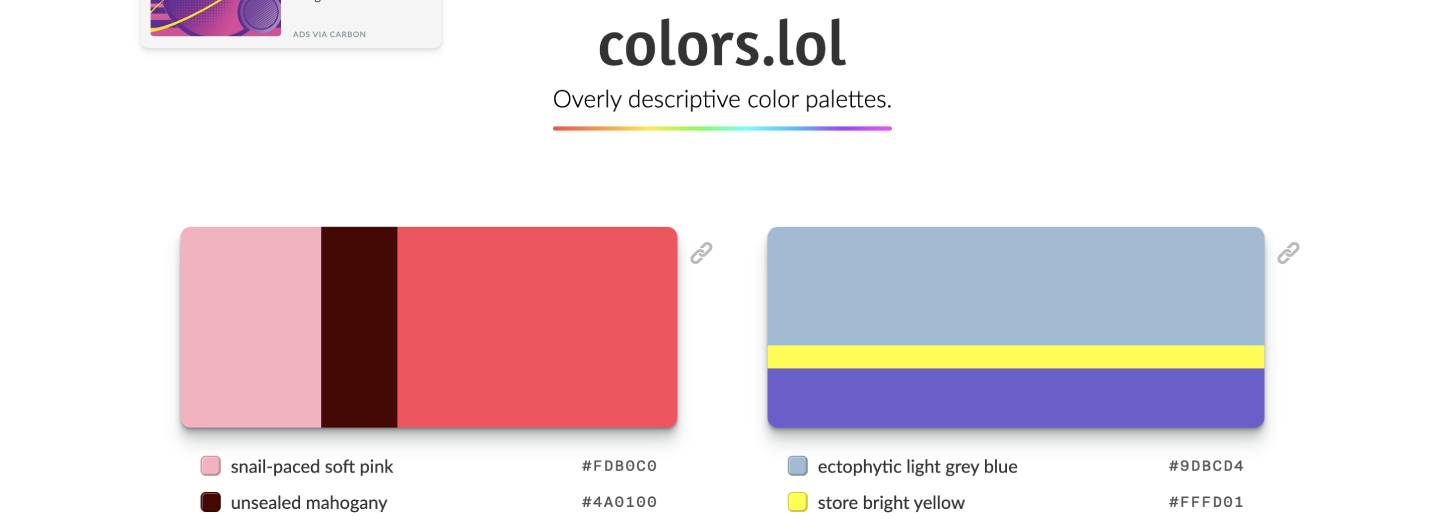 ADS VIA CARBON
colors.lol
Overly descriptive color palettes.
snail-paced soft pink #FDB0C0
unsealed mahogany #4A0100
ectophytic light grey blue #9DBCD4
store bright yellow #FFFD01